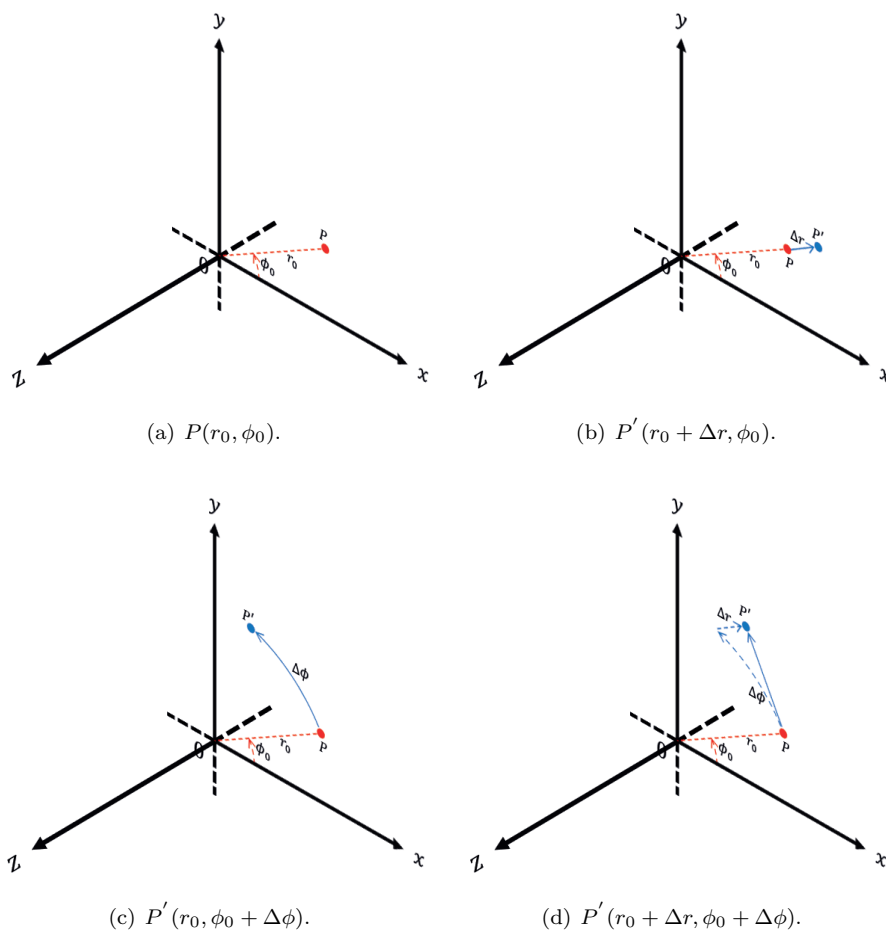 y
P
0
ϕ₀
r₀
Z
x
(a) P(r₀, ϕ₀).
y
Δr
P'
0
ϕ₀
r₀
P
Z
x
(b) P′(r₀ + Δr, ϕ₀).
y
P'
Δϕ
0
ϕ₀
r₀
P
Z
x
(c) P′(r₀, ϕ₀ + Δϕ).
y
Δr
P'
Δϕ
0
ϕ₀
r₀
P
Z
x
(d) P′(r₀ + Δr, ϕ₀ + Δϕ).